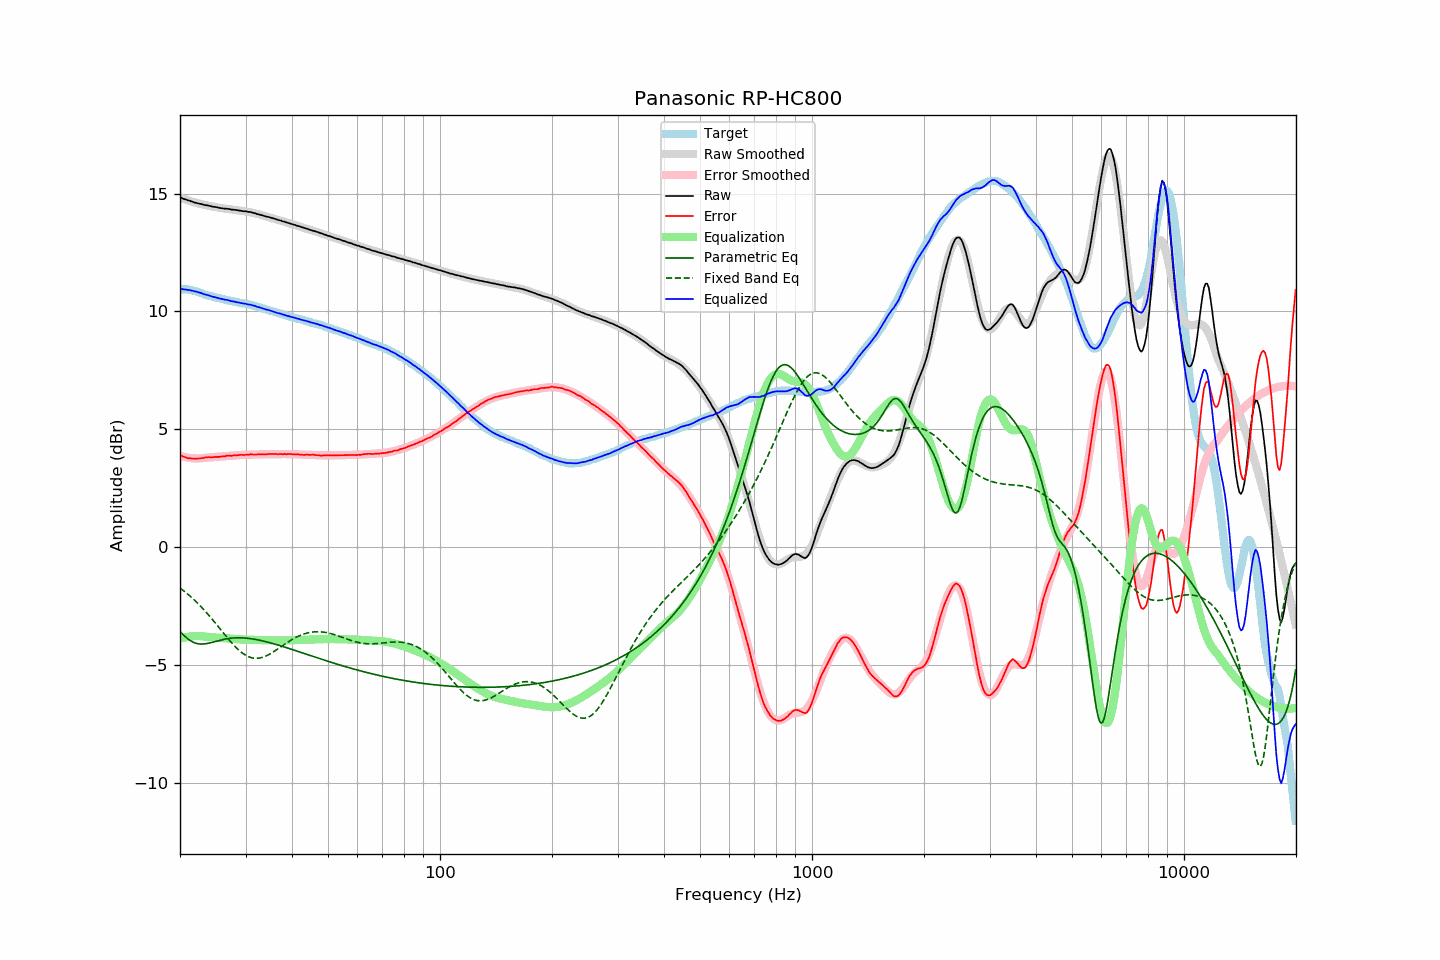 Panasonic RP-HC800
Target
Raw Smoothed
Error Smoothed
Raw
Error
Equalization
Parametric Eq
Fixed Band Eq
Equalized
Amplitude (dBr)
15
10
5
0
−5
−10
100
1000
10000
Frequency (Hz)